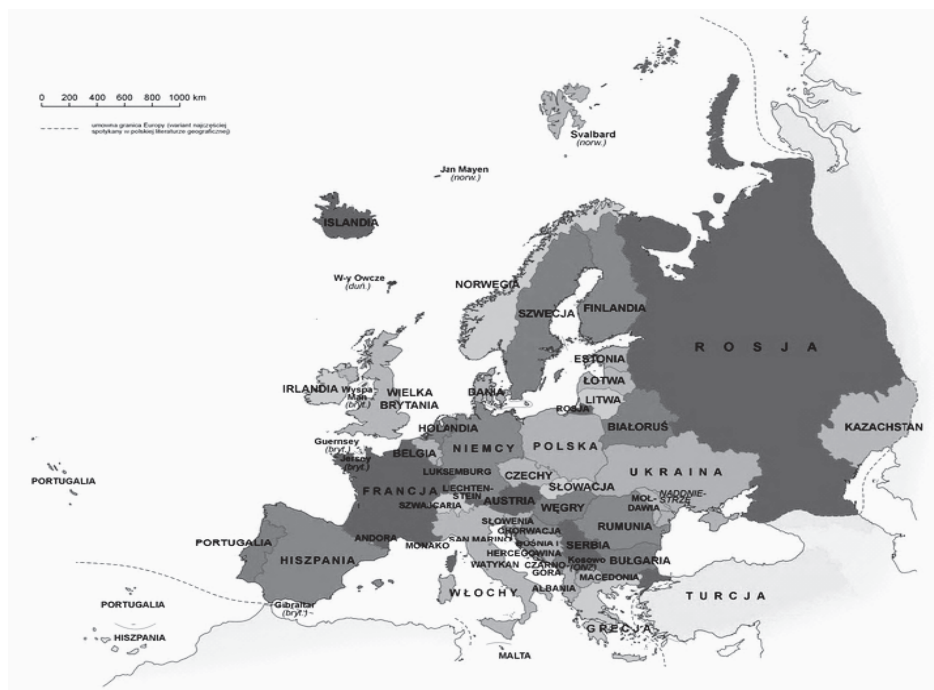 0 200 400 600 800 1000 km
umowna granica Europy (wariant najczęściej
spotykany w polskiej literaturze geograficznej)
Svalbard
(norw.)
Jan Mayen
(norw.)
ISLANDIA
W-y Owcze
(duń.)
NORWEGIA
SZWECJA
FINLANDIA
R O S J A
ESTONIA
ŁOTWA
LITWA
ROSJA
IRLANDIA
Wyspa
Man
(bryt.)
WIELKA
BRYTANIA
DANIA
HOLANDIA
BIAŁORUŚ
KAZACHSTAN
Guernsey
(bryt.)
Jersey
(bryt.)
BELGIA
NIEMCY
POLSKA
UKRAINA
LUKSEMBURG
CZECHY
SŁOWACJA
PORTUGALIA
FRANCJA
LIECHTEN-
STEIN
AUSTRIA
WĘGRY
MOŁ-
DAWIA
NADDNIE-
STRZE
SZWAJCARIA
SŁOWENIA
CHORWACJA
RUMUNIA
PORTUGALIA
HISZPANIA
ANDORA
MONAKO
SAN MARINO
BOŚNIA I
HERCEGOWINA
SERBIA
WATYKAN
CZARNO-
GÓRA
Kosowo
(ONZ)
BUŁGARIA
MACEDONIA
WŁOCHY
ALBANIA
TURCJA
PORTUGALIA
Gibraltar
(bryt.)
HISZPANIA
GRECJA
MALTA